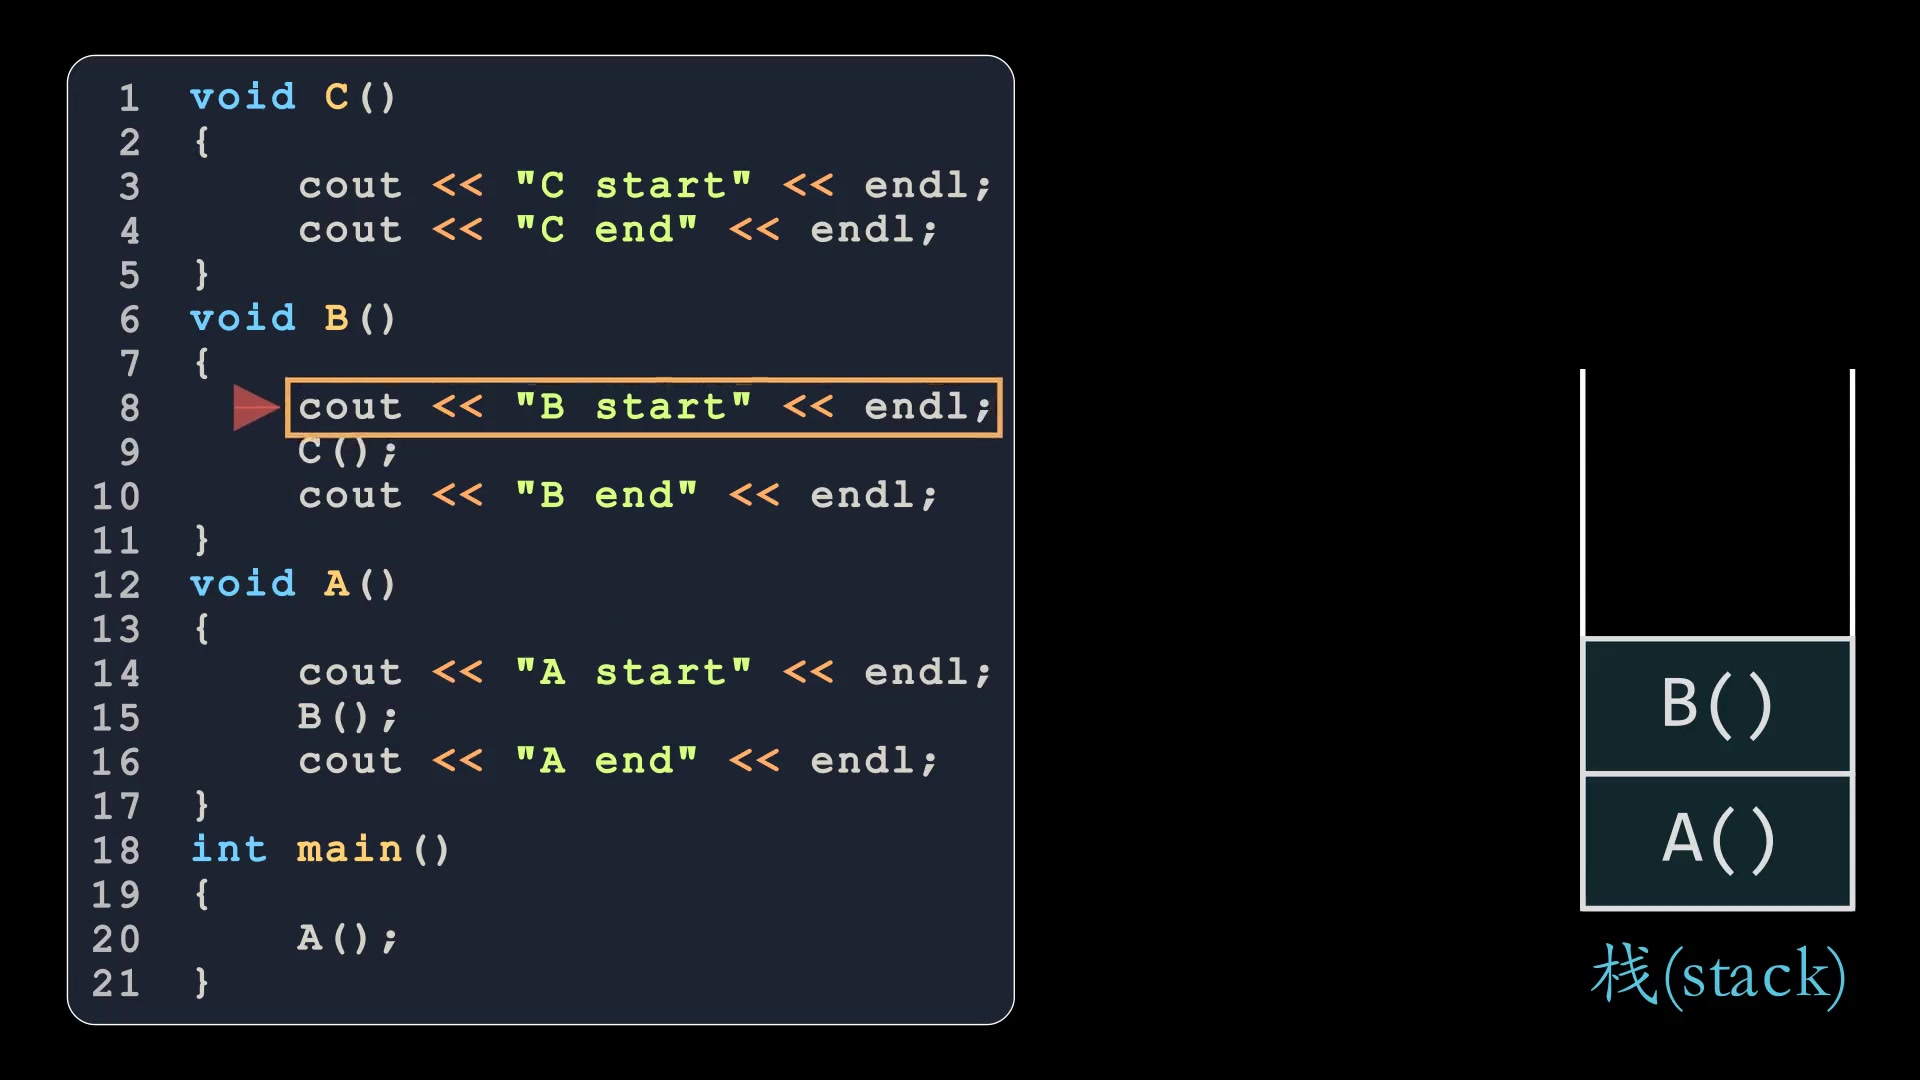 1 void C()
2 {
3 cout << "C start" << endl;
4 cout << "C end" << endl;
5 }
6 void B()
7 {
8 cout << "B start" << endl;
9 C();
10 cout << "B end" << endl;
11 }
12 void A()
13 {
14 cout << "A start" << endl;
15 B();
16 cout << "A end" << endl;
17 }
18 int main()
19 {
20 A();
21 }
B()
A()
栈(stack)